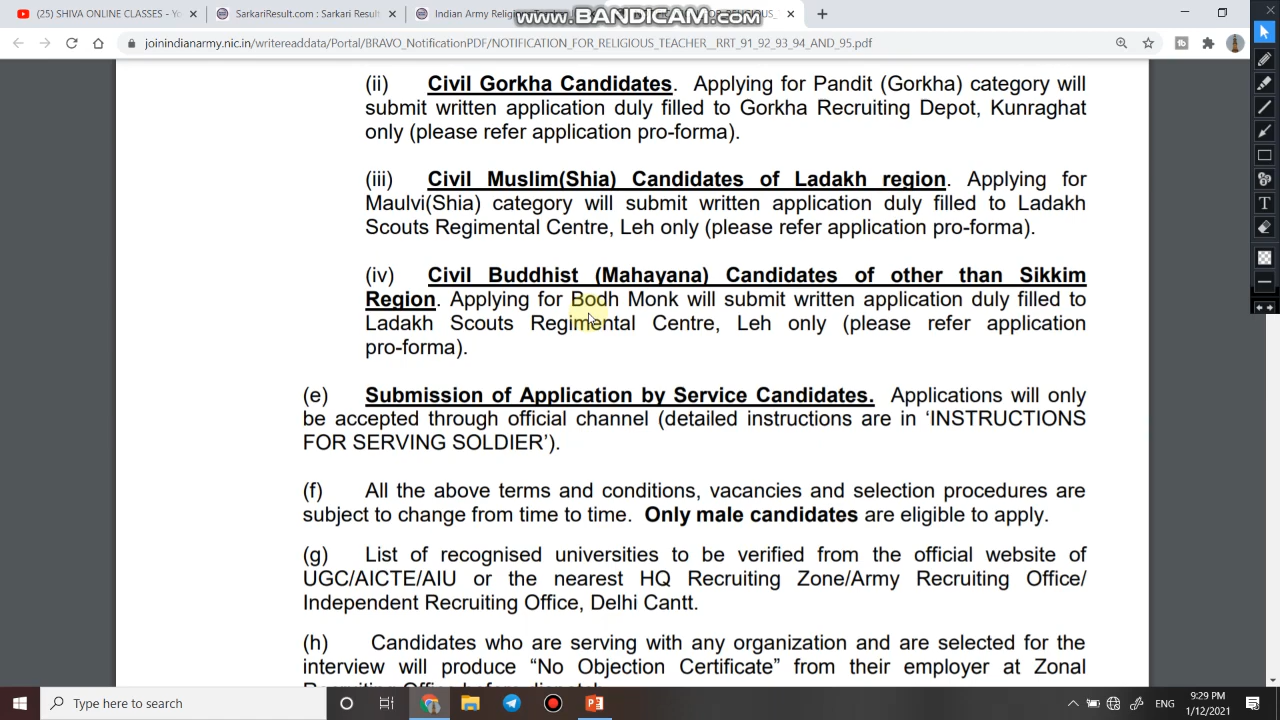 (25) SHIVA ONLINE CLASSES - Yo
SarkariResult.com : Sarkari Result
Indian Army Religious Teacher
www.BANDICAM.com
joinindianarmy.nic.in/writereaddata/Portal/BRAVO_NotificationPDF/NOTIFICATION_FOR_RELIGIOUS_TEACHER__RRT_91_92_93_94_AND_95.pdf
(ii) Civil Gorkha Candidates. Applying for Pandit (Gorkha) category will
submit written application duly filled to Gorkha Recruiting Depot, Kunraghat
only (please refer application pro-forma).
(iii) Civil Muslim(Shia) Candidates of Ladakh region. Applying for
Maulvi(Shia) category will submit written application duly filled to Ladakh
Scouts Regimental Centre, Leh only (please refer application pro-forma).
(iv) Civil Buddhist (Mahayana) Candidates of other than Sikkim
Region. Applying for Bodh Monk will submit written application duly filled to
Ladakh Scouts Regimental Centre, Leh only (please refer application
pro-forma).
(e) Submission of Application by Service Candidates. Applications will only
be accepted through official channel (detailed instructions are in ‘INSTRUCTIONS
FOR SERVING SOLDIER’).
(f) All the above terms and conditions, vacancies and selection procedures are
subject to change from time to time. Only male candidates are eligible to apply.
(g) List of recognised universities to be verified from the official website of
UGC/AICTE/AIU or the nearest HQ Recruiting Zone/Army Recruiting Office/
Independent Recruiting Office, Delhi Cantt.
(h) Candidates who are serving with any organization and are selected for the
interview will produce “No Objection Certificate” from their employer at Zonal
Type here to search
ENG
9:29 PM
1/12/2021